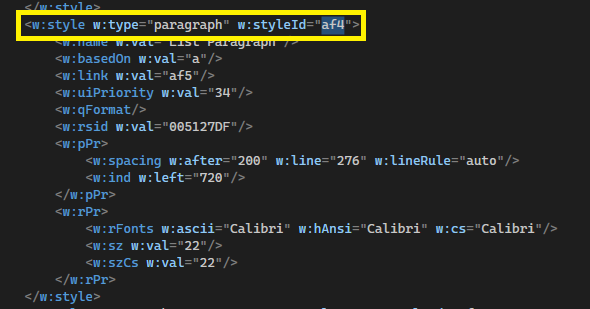 </w:style>
<w:style w:type="paragraph" w:styleId="af4">
<w:name w:val="List Paragraph"/>
<w:basedOn w:val="a"/>
<w:link w:val="af5"/>
<w:uiPriority w:val="34"/>
<w:qFormat/>
<w:rsid w:val="005127DF"/>
<w:pPr>
<w:spacing w:after="200" w:line="276" w:lineRule="auto"/>
<w:ind w:left="720"/>
</w:pPr>
<w:rPr>
<w:rFonts w:ascii="Calibri" w:hAnsi="Calibri" w:cs="Calibri"/>
<w:sz w:val="22"/>
<w:szCs w:val="22"/>
</w:rPr>
</w:style>